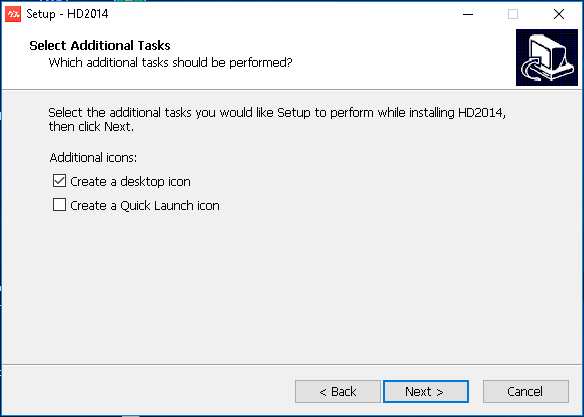 Setup - HD2014
Select Additional Tasks
Which additional tasks should be performed?
Select the additional tasks you would like Setup to perform while installing HD2014,
then click Next.
Additional icons:
Create a desktop icon
Create a Quick Launch icon
< Back
Next >
Cancel